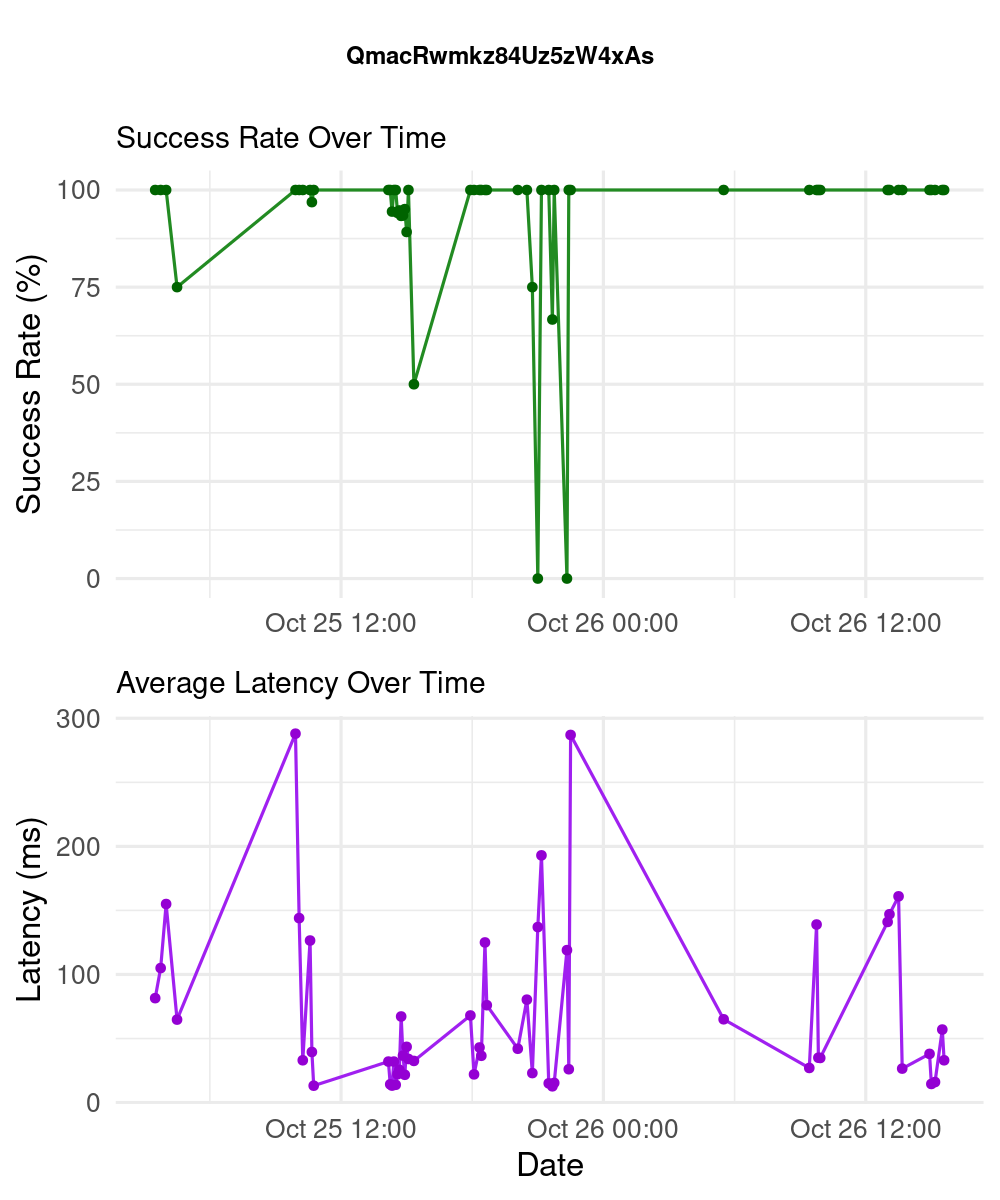 QmacRwmkz84Uz5zW4xAs
Success Rate Over Time
Success Rate (%)
100
75
50
25
0
Oct 25 12:00 Oct 26 00:00 Oct 26 12:00
Average Latency Over Time
Latency (ms)
300
200
100
0
Oct 25 12:00 Oct 26 00:00 Oct 26 12:00
Date